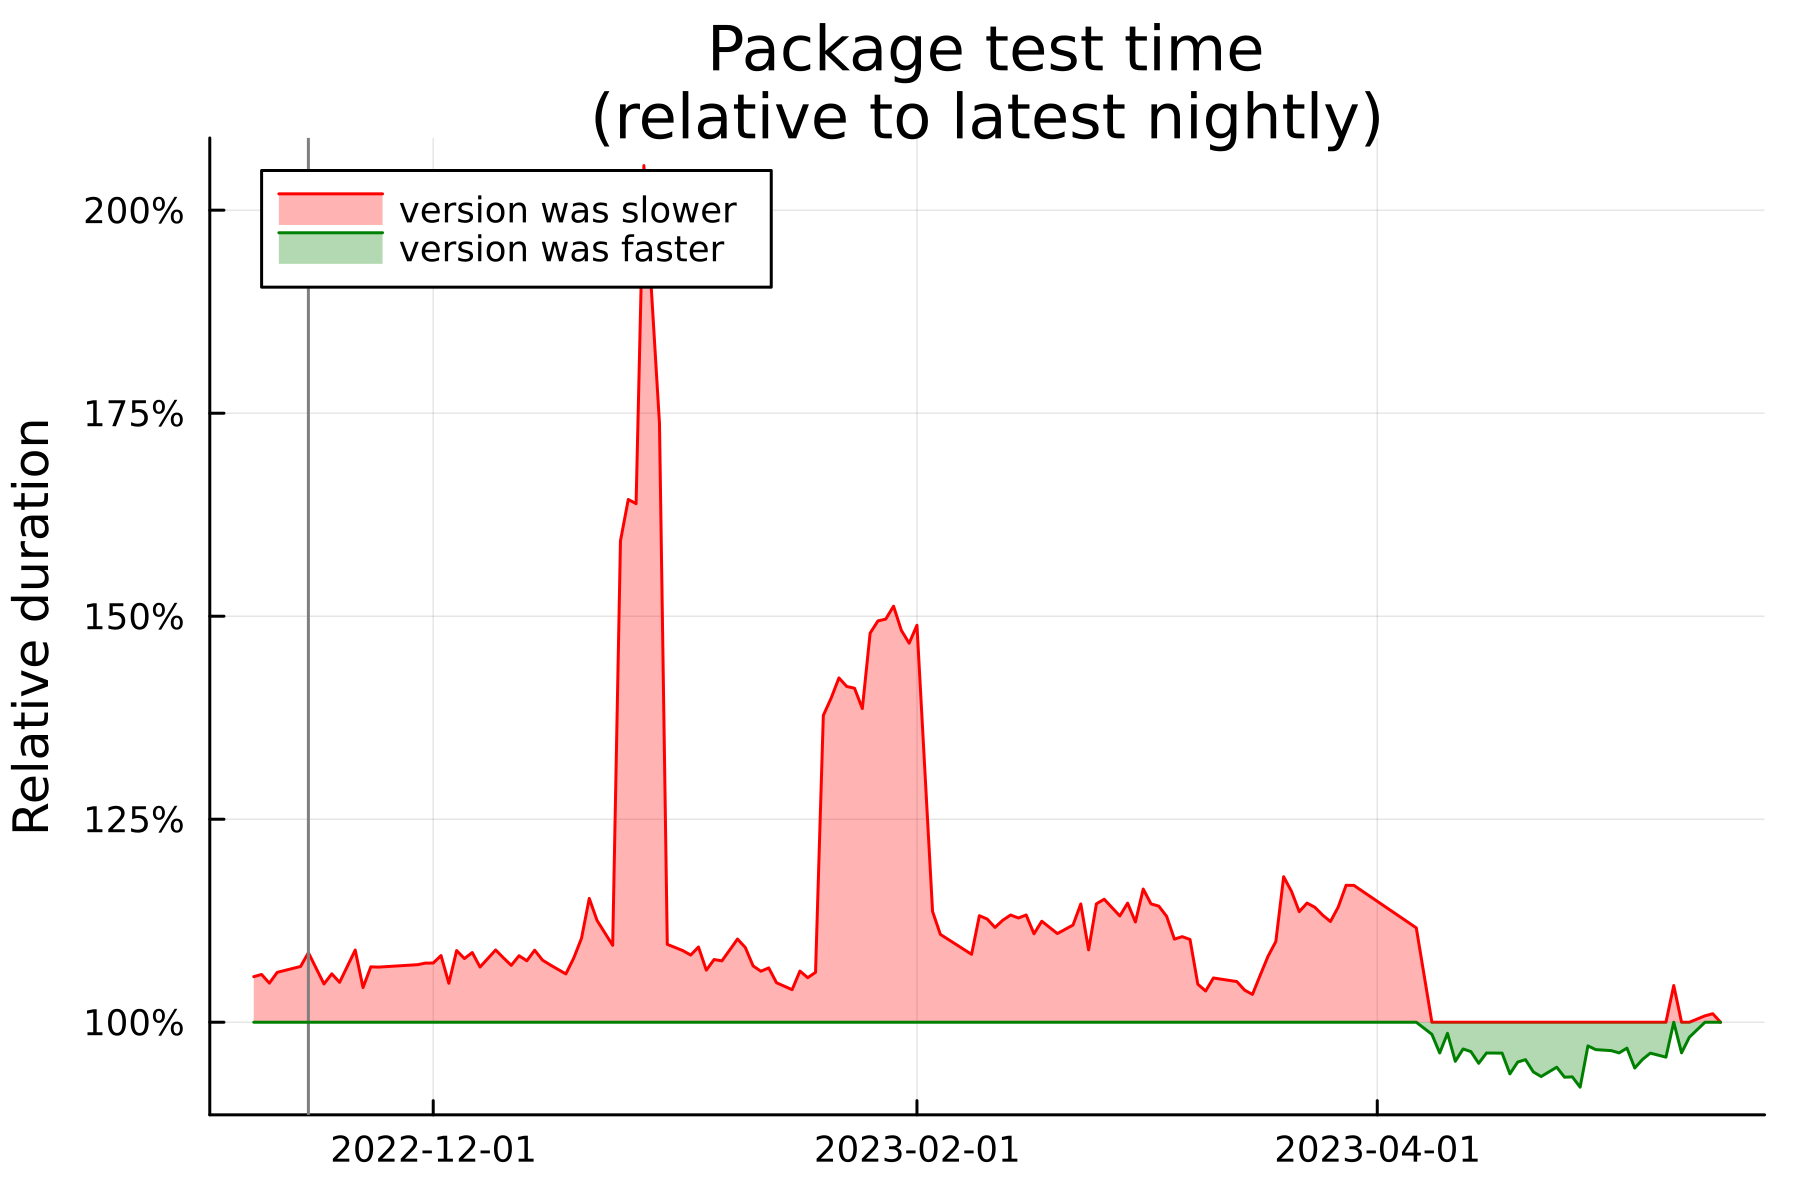 Package test time
(relative to latest nightly)
version was slower
version was faster
Relative duration
200%
175%
150%
125%
100%
2022-12-01
2023-02-01
2023-04-01